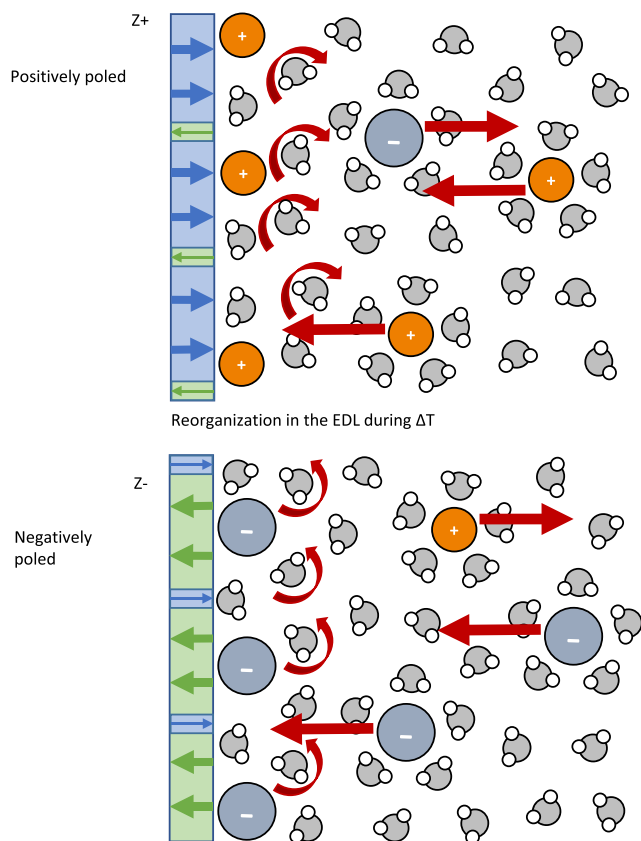 Z+
+
Positively poled
−
+
+
+
+
Reorganization in the EDL during ΔT
Z-
−
+
Negatively
poled
−
−
−
−